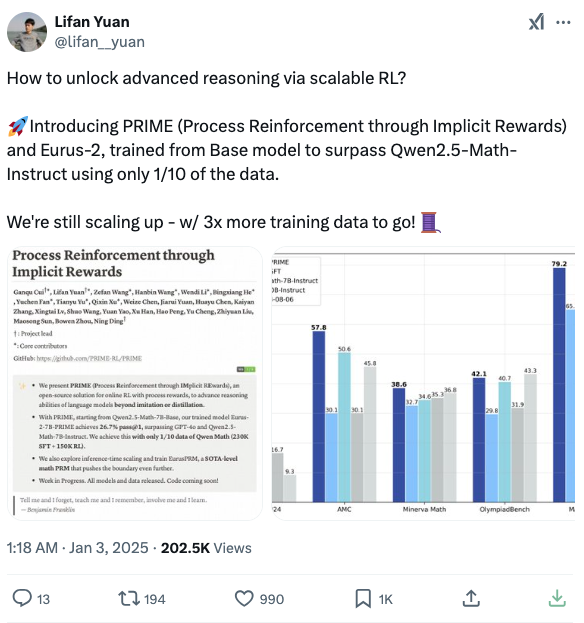 Lifan Yuan
@lifan__yuan
How to unlock advanced reasoning via scalable RL?
🚀Introducing PRIME (Process Reinforcement through Implicit Rewards)
and Eurus-2, trained from Base model to surpass Qwen2.5-Math-
Instruct using only 1/10 of the data.
We're still scaling up - w/ 3x more training data to go! 🧵
Process Reinforcement through
Implicit Rewards
Ganqu Cui†*, Lifan Yuan†*, Zefan Wang*, Hanbin Wang*, Wendi Li*, Bingxiang He*
, Yuchen Fan*, Tianyu Yu*, Qixin Xu*, Weize Chen, Jiarui Yuan, Huayu Chen, Kaiyan
Zhang, Xingtai Lv, Shuo Wang, Yuan Yao, Xu Han, Hao Peng, Yu Cheng, Zhiyuan Liu,
Maosong Sun, Bowen Zhou, Ning Ding†
†: Project lead
*: Core contributors
GitHub: https://github.com/PRIME-RL/PRIME
• We present PRIME (Process Reinforcement through IMplicit REwards), an
open-source solution for online RL with process rewards, to advance reasoning
abilities of language models beyond imitation or distillation.
• With PRIME, starting from Qwen2.5-Math-7B-Base, our trained model Eurus-
2-7B-PRIME achieves 26.7% pass@1, surpassing GPT-4o and Qwen2.5-
Math-7B-Instruct. We achieve this with only 1/10 data of Qwen Math (230K
SFT + 150K RL).
• We also explore inference-time scaling and train EurusPRM, a SOTA-level
math PRM that pushes the boundary even further.
• Work in Progress. All models and data released. Code coming soon!
Tell me and I forget, teach me and I remember, involve me and I learn.
— Benjamin Franklin
RIME
FT
ath-7B-Instruct
0B-Instruct
-08-06
16.7
9.3
57.8
30.1
50.6
30.1
45.8
38.6
32.7
34.6
35.3
36.8
42.1
29.8
40.7
31.9
43.3
79.2
65.
24
AMC
Minerva Math
OlympiadBench
M
1:18 AM · Jan 3, 2025 · 202.5K Views
13
194
990
1K